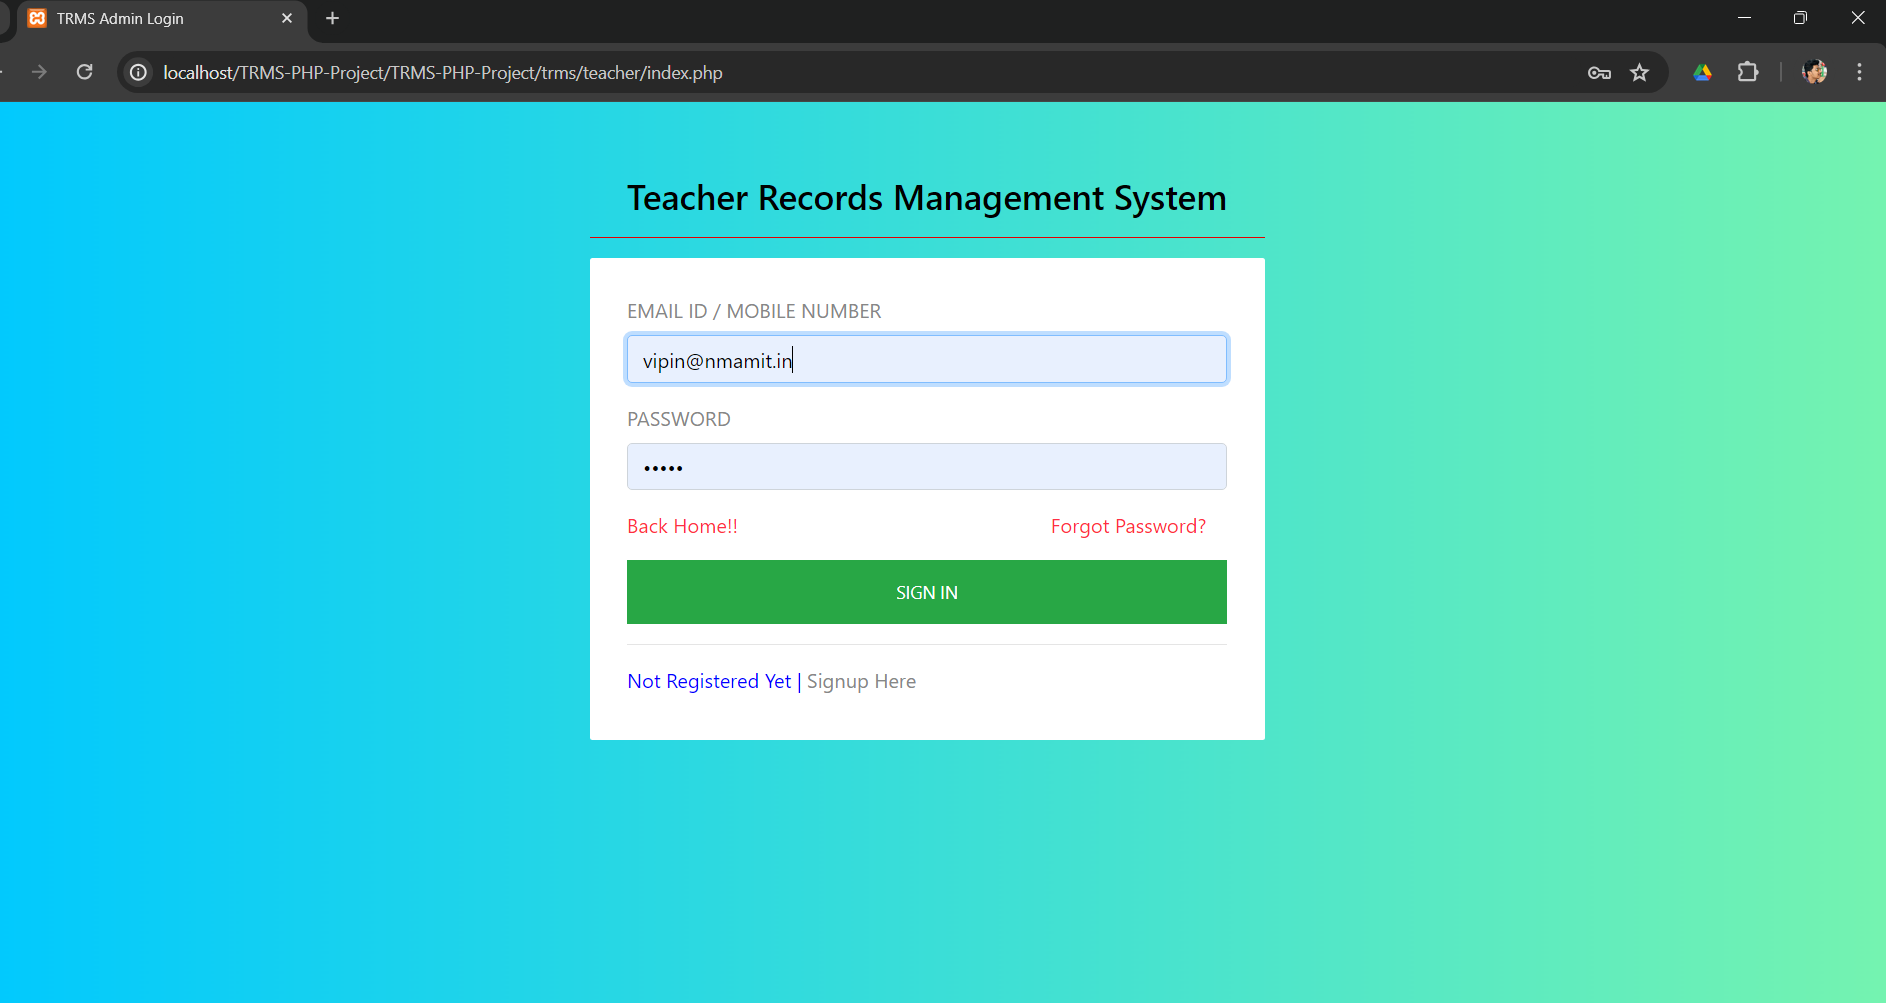 TRMS Admin Login
localhost/TRMS-PHP-Project/TRMS-PHP-Project/trms/teacher/index.php
Teacher Records Management System
EMAIL ID / MOBILE NUMBER
vipin@nmamit.in
PASSWORD
•••••
Back Home!! Forgot Password?
SIGN IN
Not Registered Yet | Signup Here